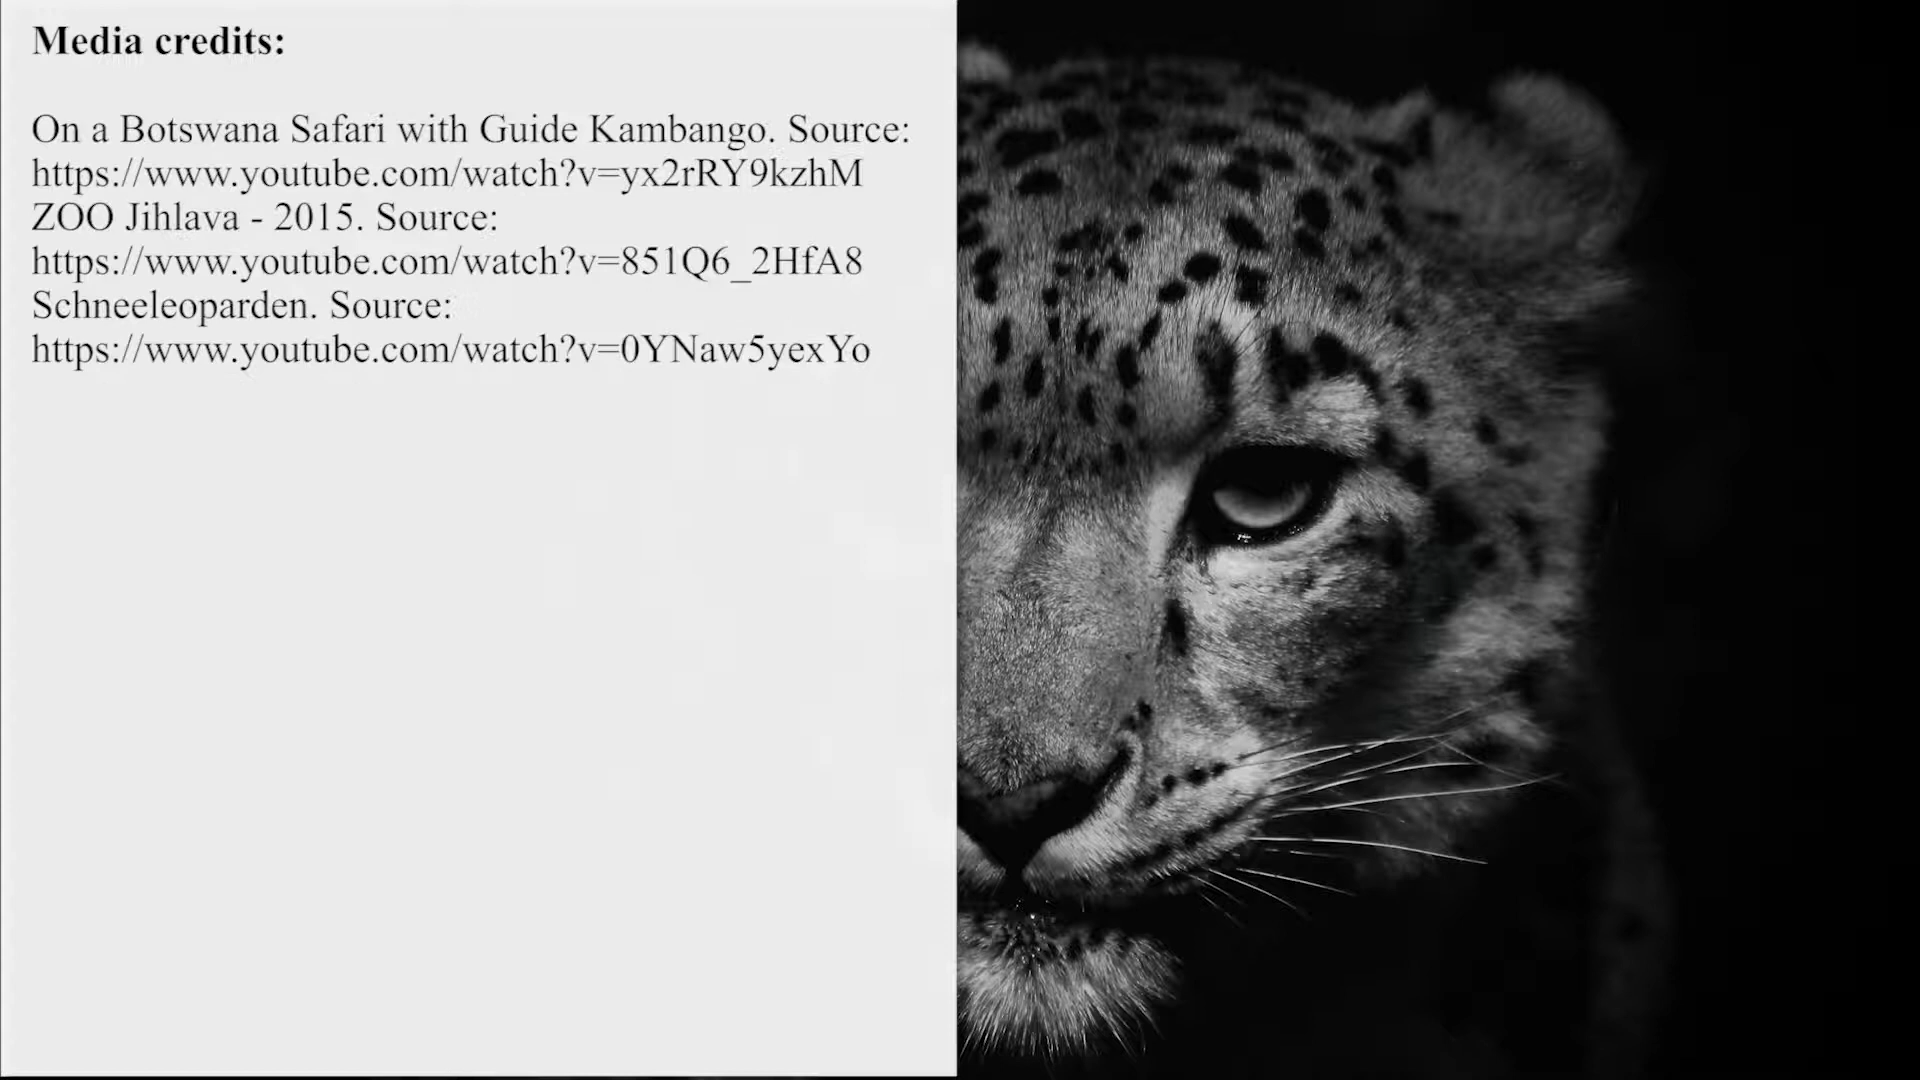 Media credits:
On a Botswana Safari with Guide Kambango. Source:
https://www.youtube.com/watch?v=yx2rRY9kzhM
ZOO Jihlava - 2015. Source:
https://www.youtube.com/watch?v=851Q6_2HfA8
Schneeleoparden. Source:
https://www.youtube.com/watch?v=0YNaw5yexYo